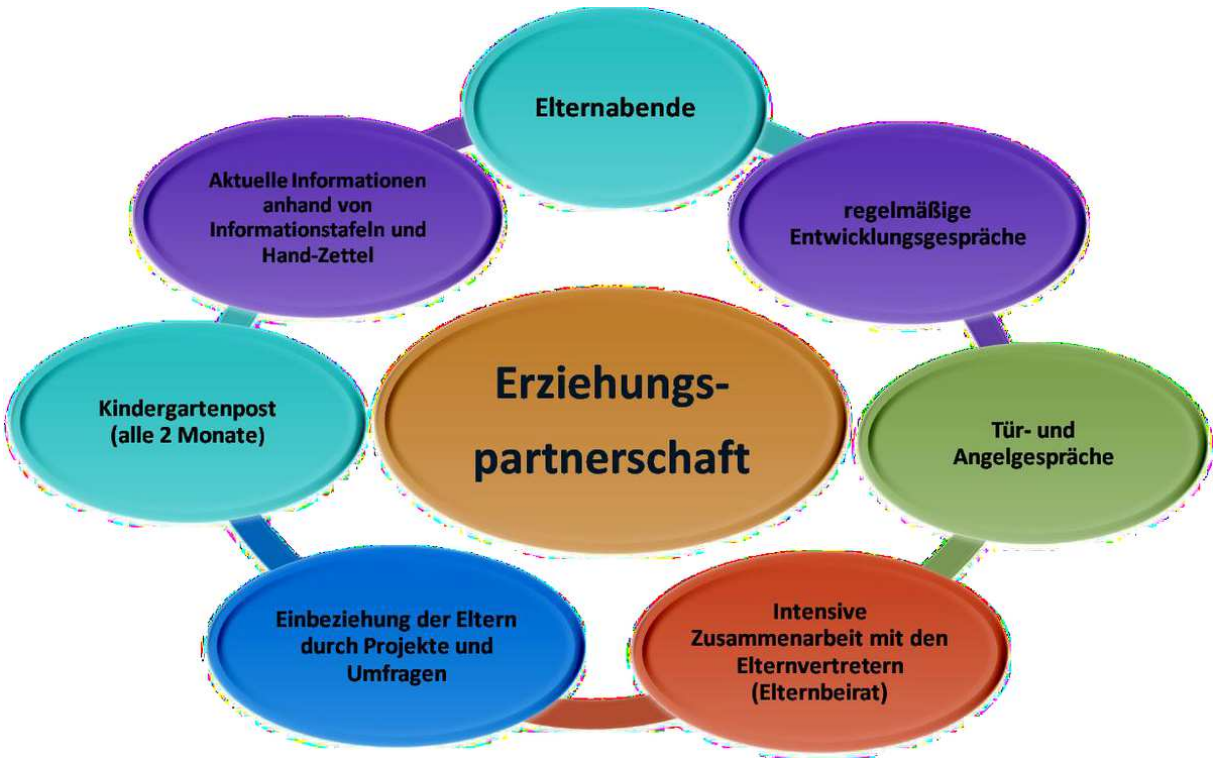 Elternabende
regelmäßige
Entwicklungsgespräche
Tür- und
Angelgespräche
Intensive
Zusammenarbeit mit den
Elternvertretern
(Elternbeirat)
Einbeziehung der Eltern
durch Projekte und
Umfragen
Kindergartenpost
(alle 2 Monate)
Aktuelle Informationen
anhand von
Informationstafeln und
Hand-Zettel
Erziehungs-
partnerschaft